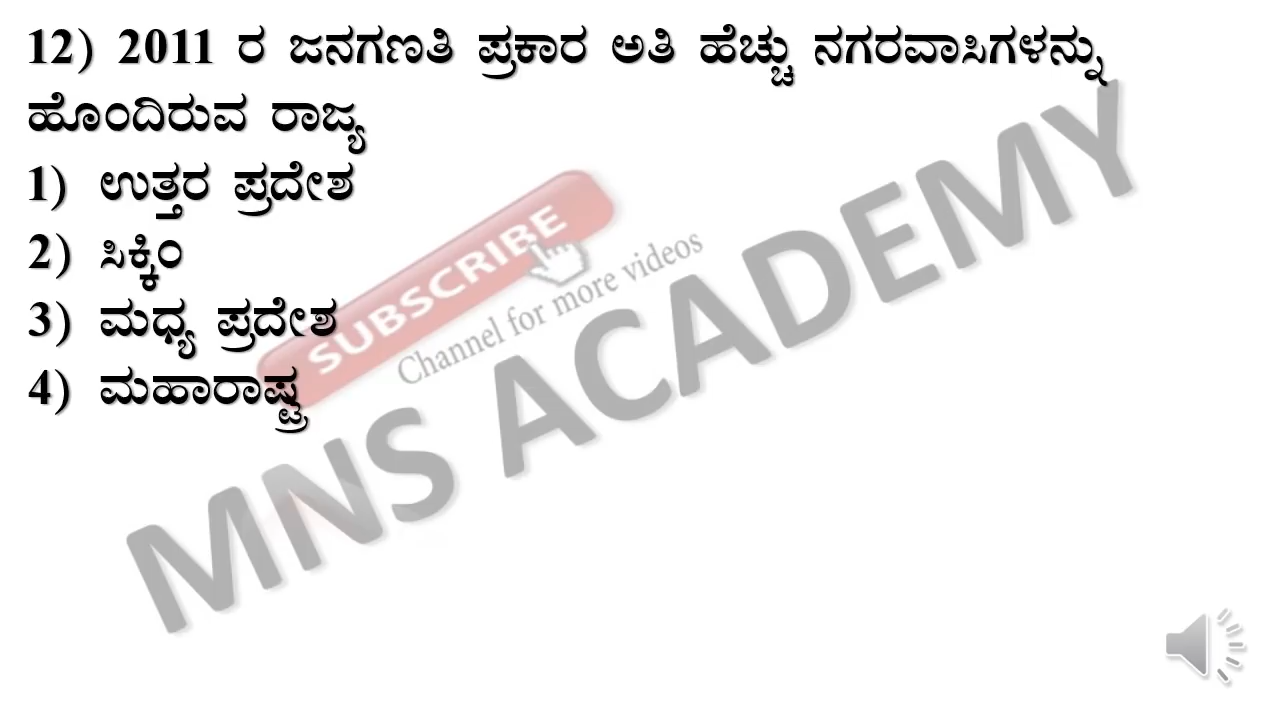 12) 2011 ರ ಜನಗಣತಿ ಪ್ರಕಾರ ಅತಿ ಹೆಚ್ಚು ನಗರವಾಸಿಗಳನ್ನು
ಹೊಂದಿರುವ ರಾಜ್ಯ
1) ಉತ್ತರ ಪ್ರದೇಶ
2) ಸಿಕ್ಕಿಂ
3) ಮಧ್ಯ ಪ್ರದೇಶ
4) ಮಹಾರಾಷ್ಟ್ರ
SUBSCRIBE
Channel for more videos
MNS ACADEMY